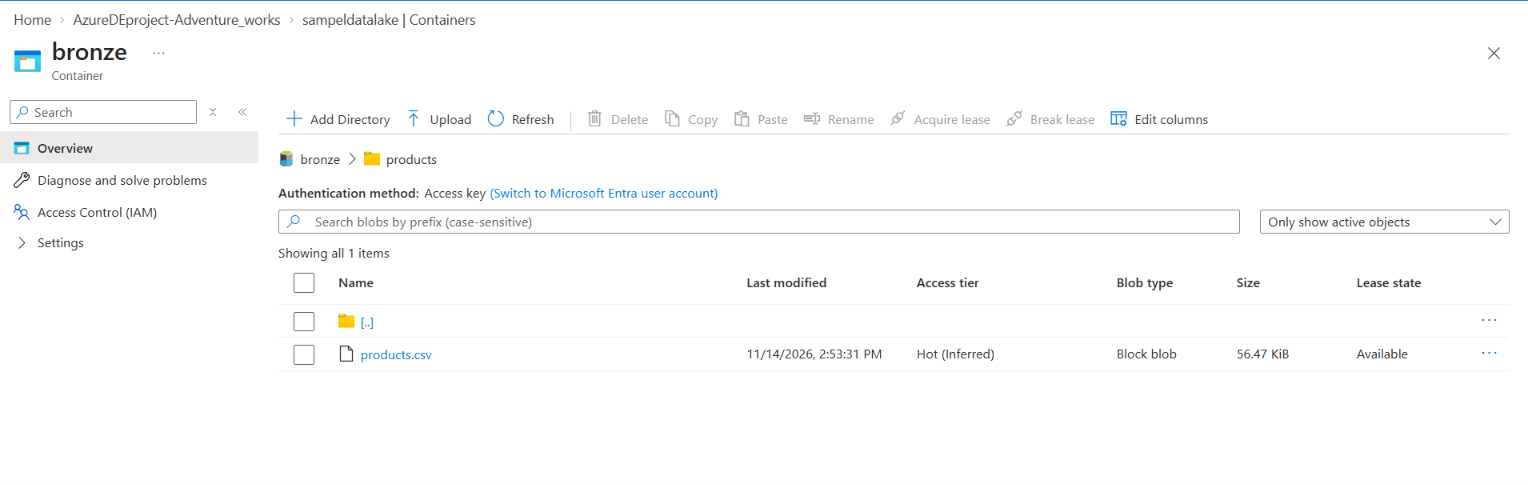 Home > AzureDEproject-Adventure_works > sampeldatalake | Containers
bronze ...
Container
Search
Overview
Diagnose and solve problems
Access Control (IAM)
Settings
Add Directory Upload Refresh Delete Copy Paste Rename Acquire lease Break lease Edit columns
bronze > products
Authentication method: Access key (Switch to Microsoft Entra user account)
Search blobs by prefix (case-sensitive) Only show active objects
Showing all 1 items
Name Last modified Access tier Blob type Size Lease state
[..] ...
products.csv 11/14/2026, 2:53:31 PM Hot (Inferred) Block blob 56.47 KiB Available ...